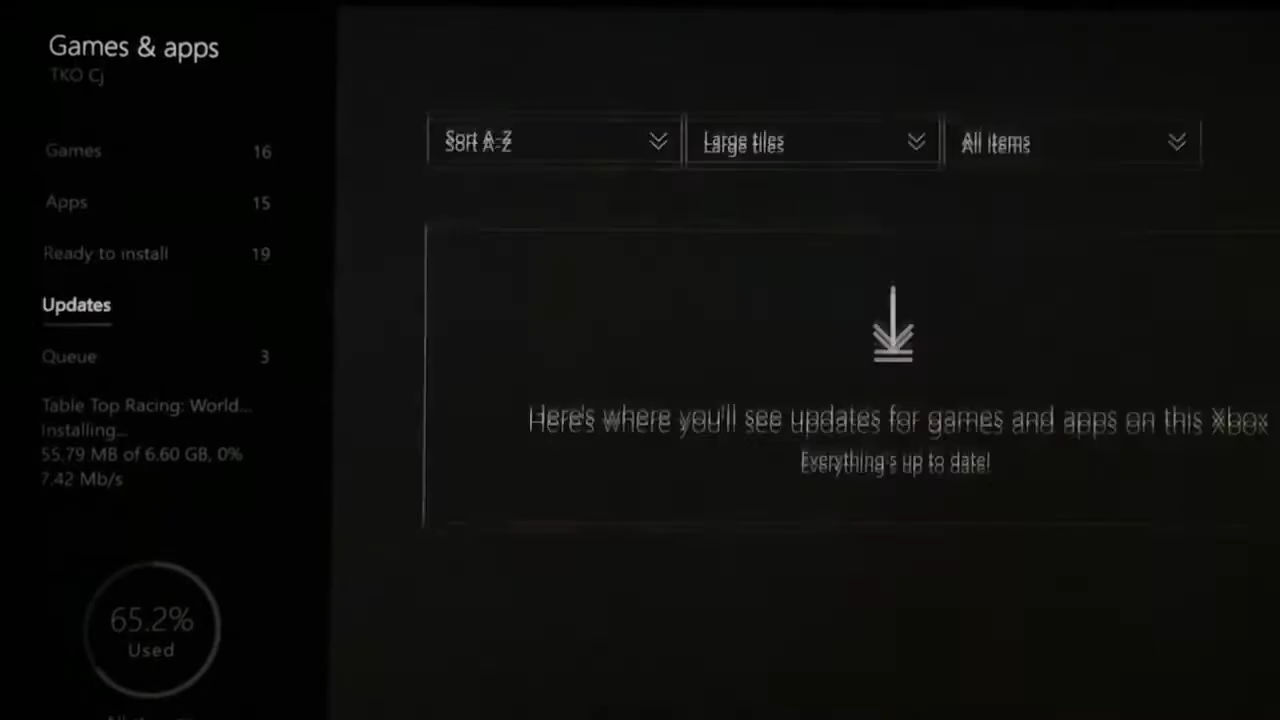 Games & apps
TKO Cj
Games 16
Apps 15
Ready to install 19
Updates
Queue 3
Table Top Racing: World...
Installing...
55.79 MB of 6.60 GB, 0%
7.42 Mb/s
65.2%
Used
Sort A-Z
Large tiles
All items
Here's where you'll see updates for games and apps on this Xbox
Everything's up to date!